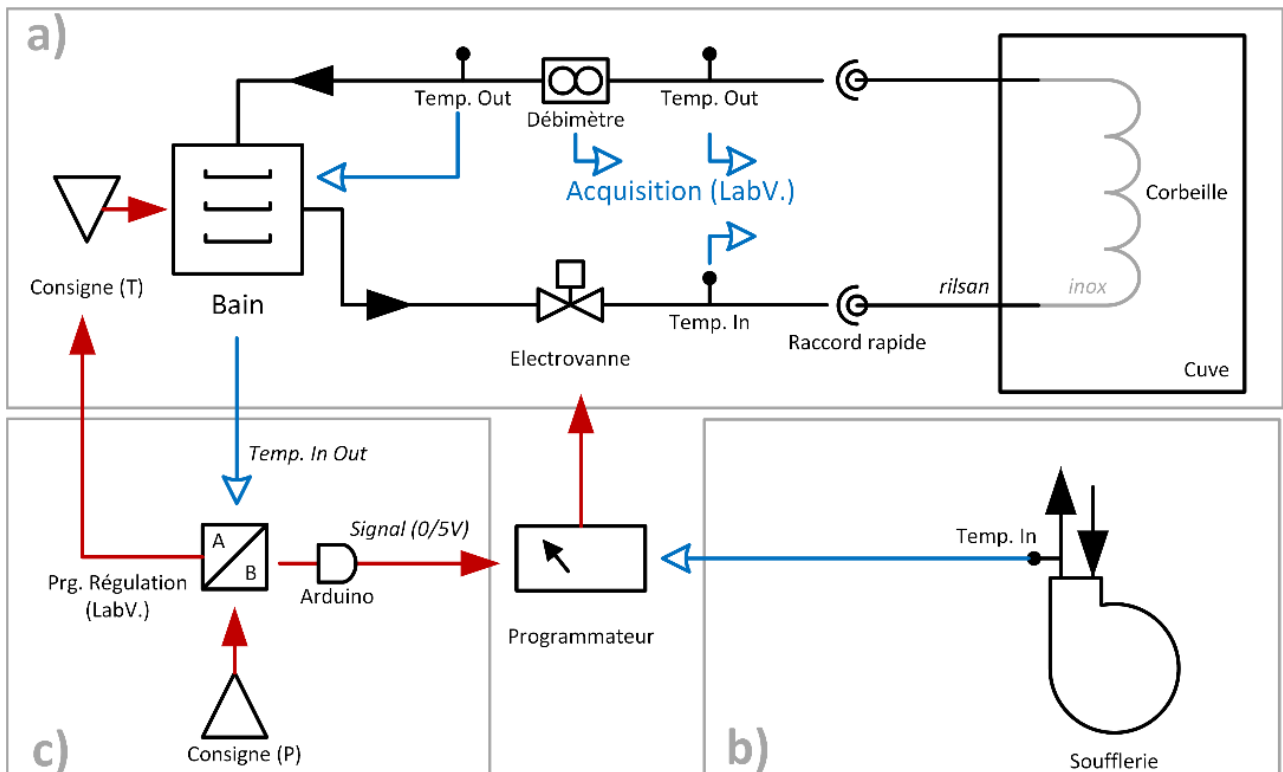 a)
Temp. Out
Débimètre
Temp. Out
Acquisition (LabV.)
Corbeille
Consigne (T)
Bain
Electrovanne
Temp. In
Raccord rapide
rilsan
inox
Cuve
Temp. In Out
A
B
Signal (0/5V)
Prg. Régulation
(LabV.)
Arduino
Consigne (P)
c)
Programmateur
Temp. In
b)
Soufflerie